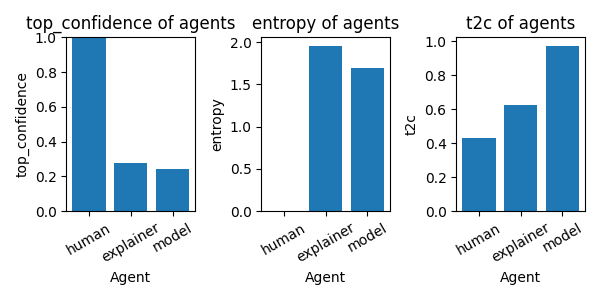 top_confidence of agents
top_confidence
1.0
0.8
0.6
0.4
0.2
0.0
human
explainer
model
Agent
entropy of agents
entropy
2.0
1.5
1.0
0.5
0.0
human
explainer
model
Agent
t2c of agents
t2c
1.0
0.8
0.6
0.4
0.2
0.0
human
explainer
model
Agent